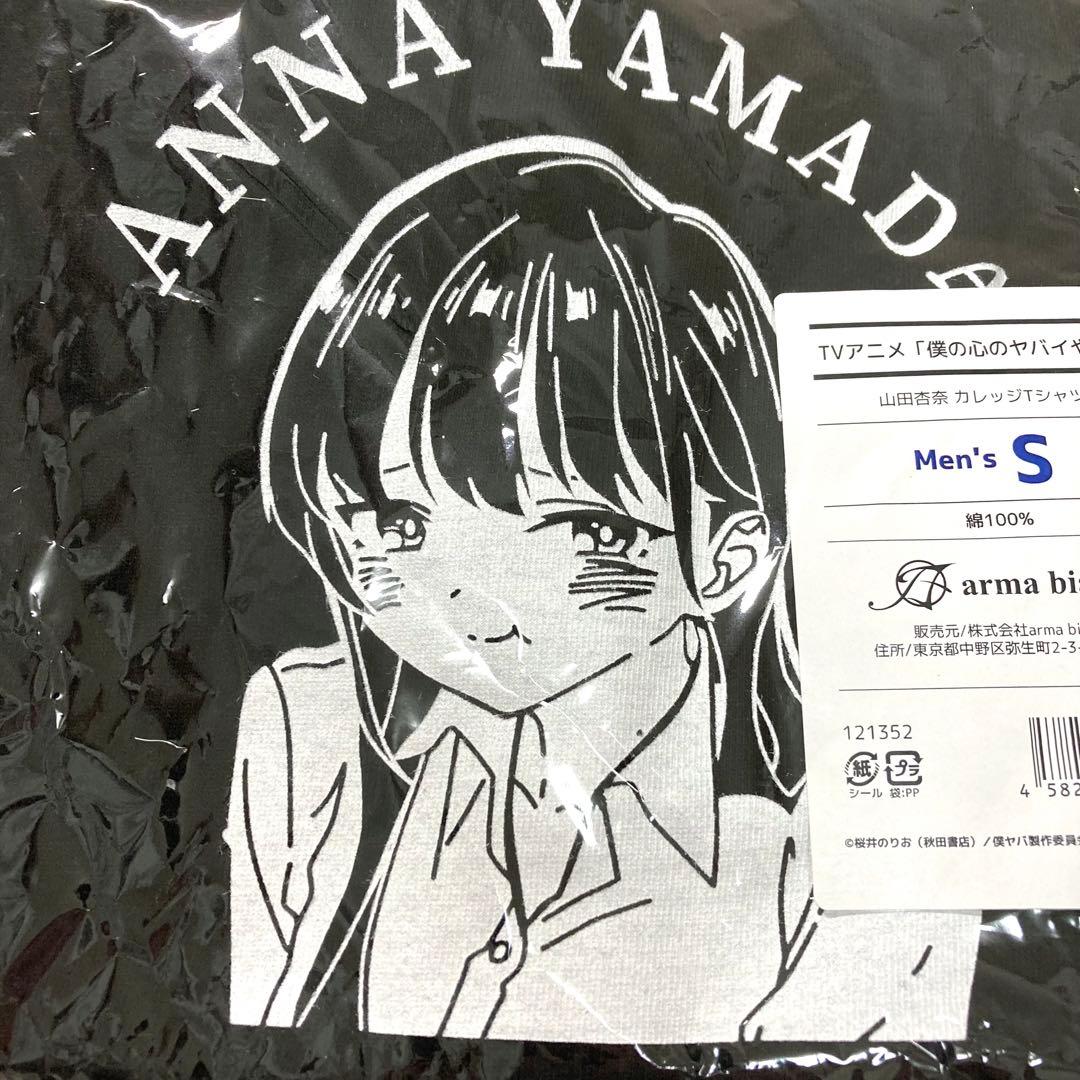 ANNA YAMADA
TVアニメ「僕の心のヤバイや
山田杏奈 カレッジTシャツ
Men's S
綿100%
arma bia
販売元/株式会社arma bi
住所/東京都中野区弥生町2-3-
121352
紙 プラ
シール 袋:PP
4 582
©桜井のりお（秋田書店）/僕ヤバ製作委員会